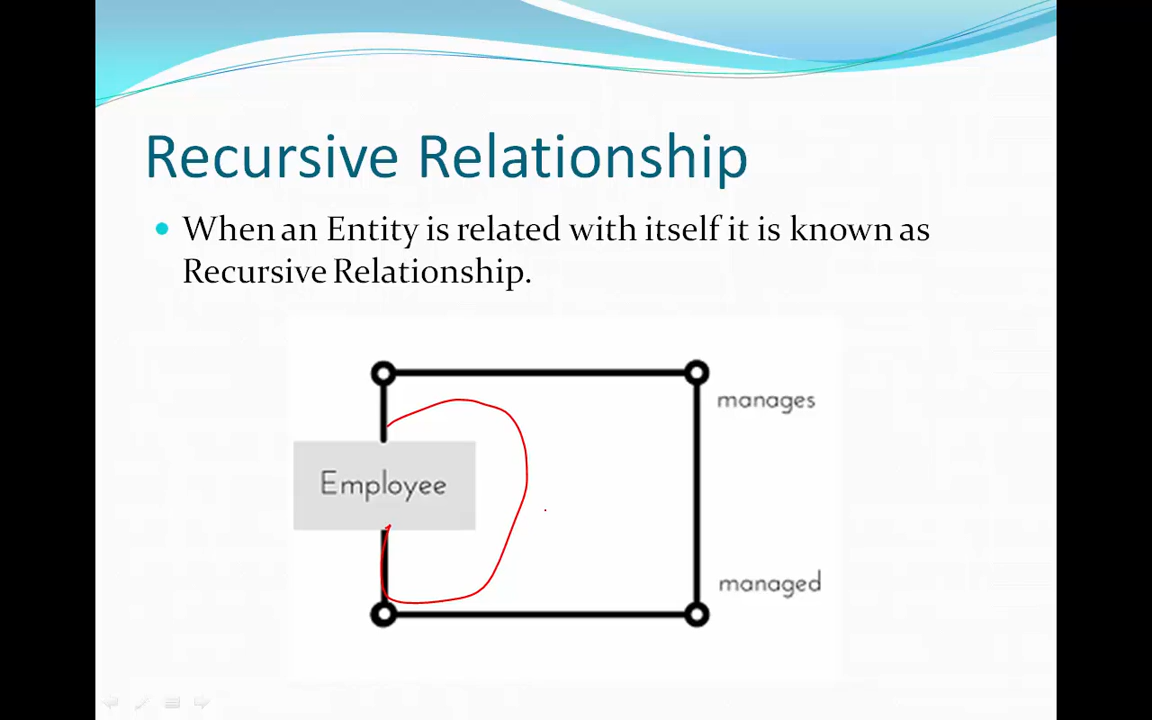 Recursive Relationship
When an Entity is related with itself it is known as
Recursive Relationship.
manages
Employee
managed